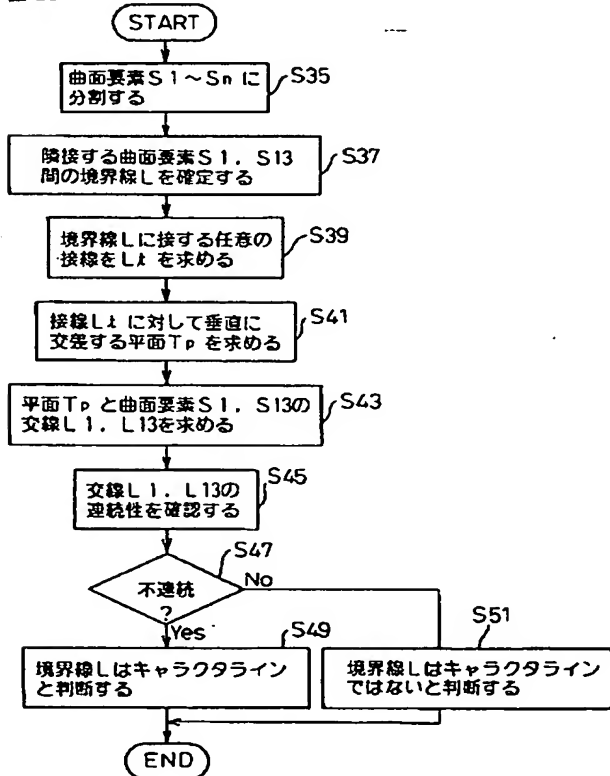 START
曲面要素S1～Snに
分割する
S35
隣接する曲面要素S1，S13
間の境界線Lを確定する
S37
境界線Lに接する任意の
接線をLtを求める
S39
接線Ltに対して垂直に
交差する平面Tpを求める
S41
平面Tpと曲面要素S1，S13の
交線L1，L13を求める
S43
交線L1，L13の
連続性を確認する
S45
不連続
?
S47
No
Yes
S49
境界線Lはキャラクタライン
と判断する
S51
境界線Lはキャラクタライン
ではないと判断する
END